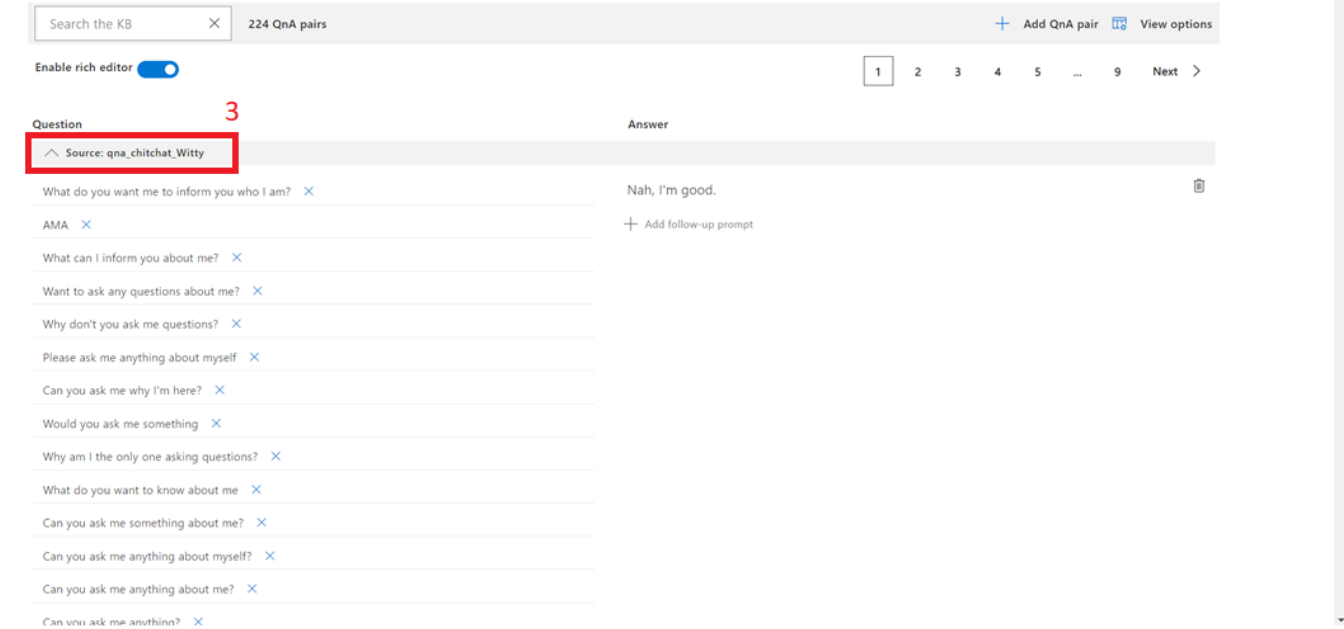 Search the KB 224 QnA pairs Add QnA pair View options
Enable rich editor 1 2 3 4 5 ... 9 Next
3
Question Answer
Source: qna_chitchat_Witty
What do you want me to inform you who I am? Nah, I'm good.
AMA Add follow-up prompt
What can I inform you about me?
Want to ask any questions about me?
Why don't you ask me questions?
Please ask me anything about myself
Can you ask me why I'm here?
Would you ask me something
Why am I the only one asking questions?
What do you want to know about me
Can you ask me something about me?
Can you ask me anything about myself?
Can you ask me anything about me?
Can you ask me anything?